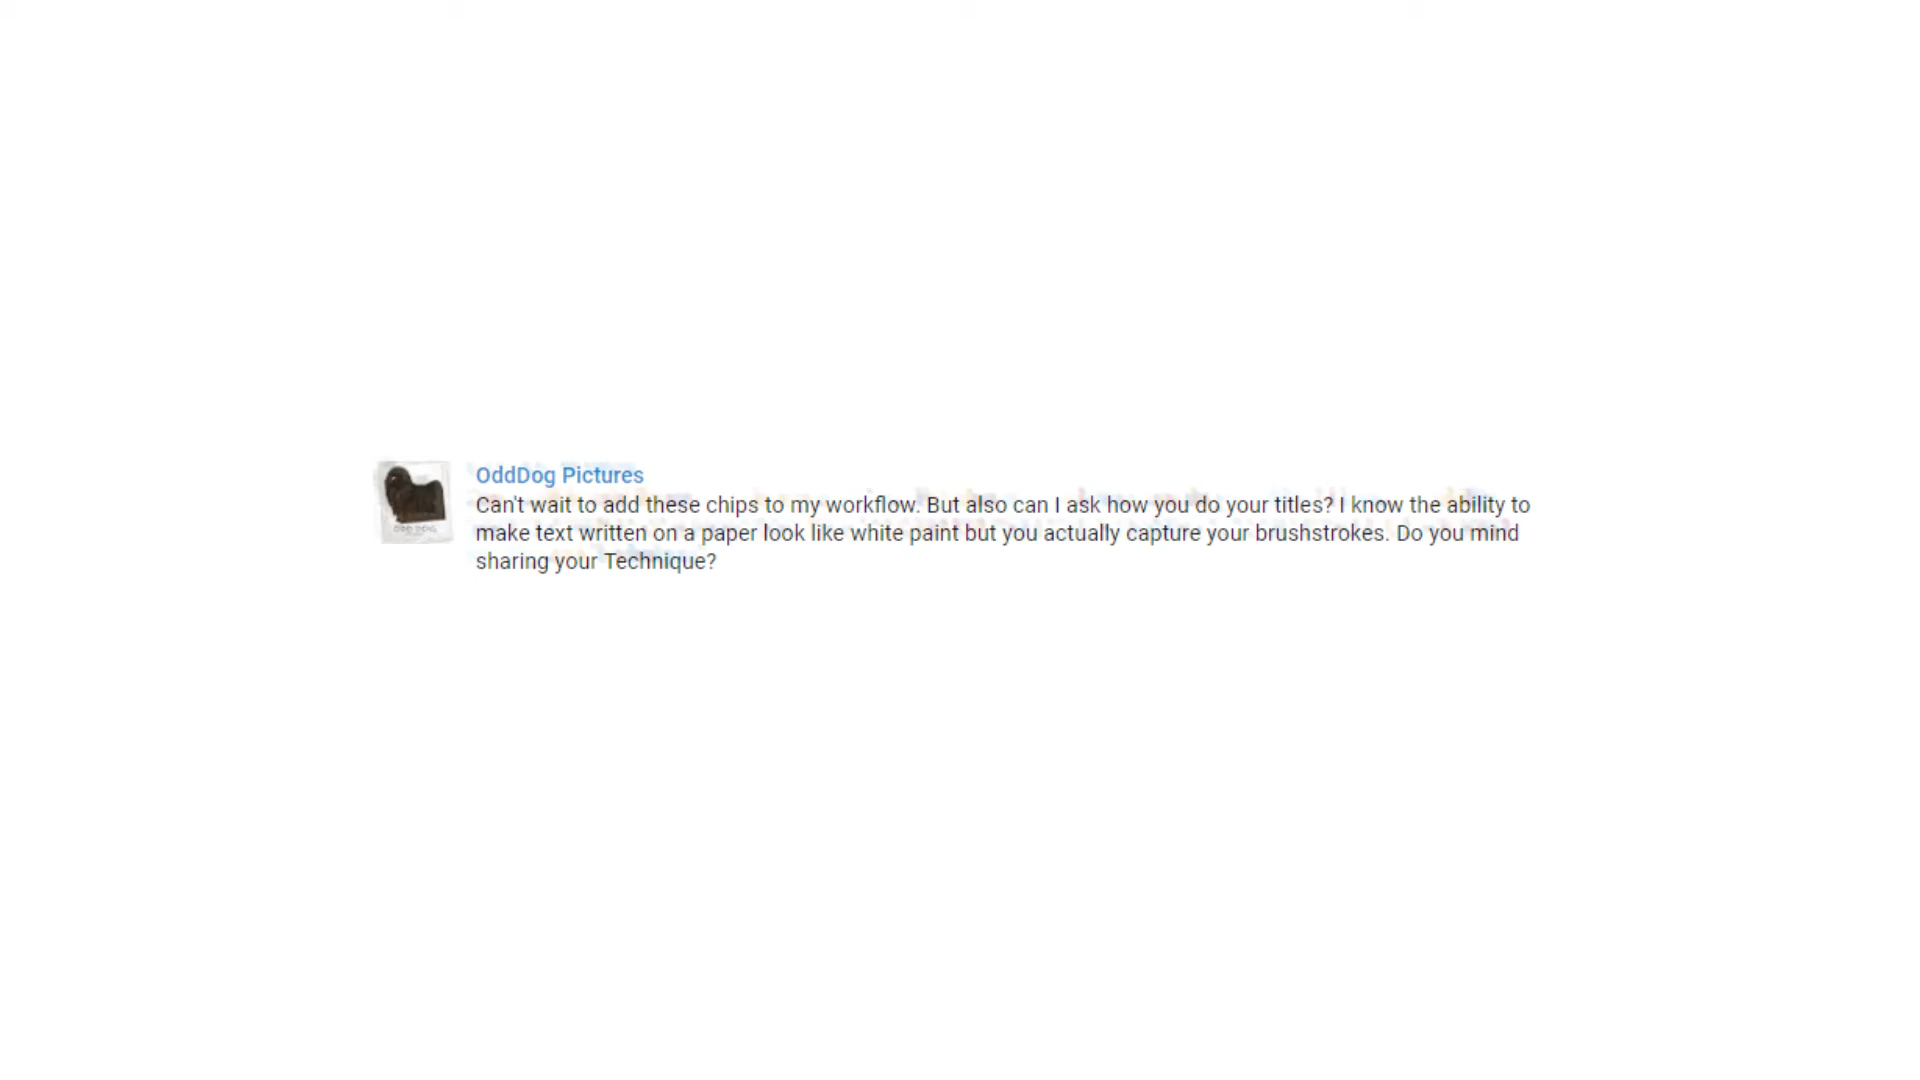 OddDog Pictures
Can't wait to add these chips to my workflow. But also can I ask how you do your titles? I know the ability to
make text written on a paper look like white paint but you actually capture your brushstrokes. Do you mind
sharing your Technique?
ODD DOG